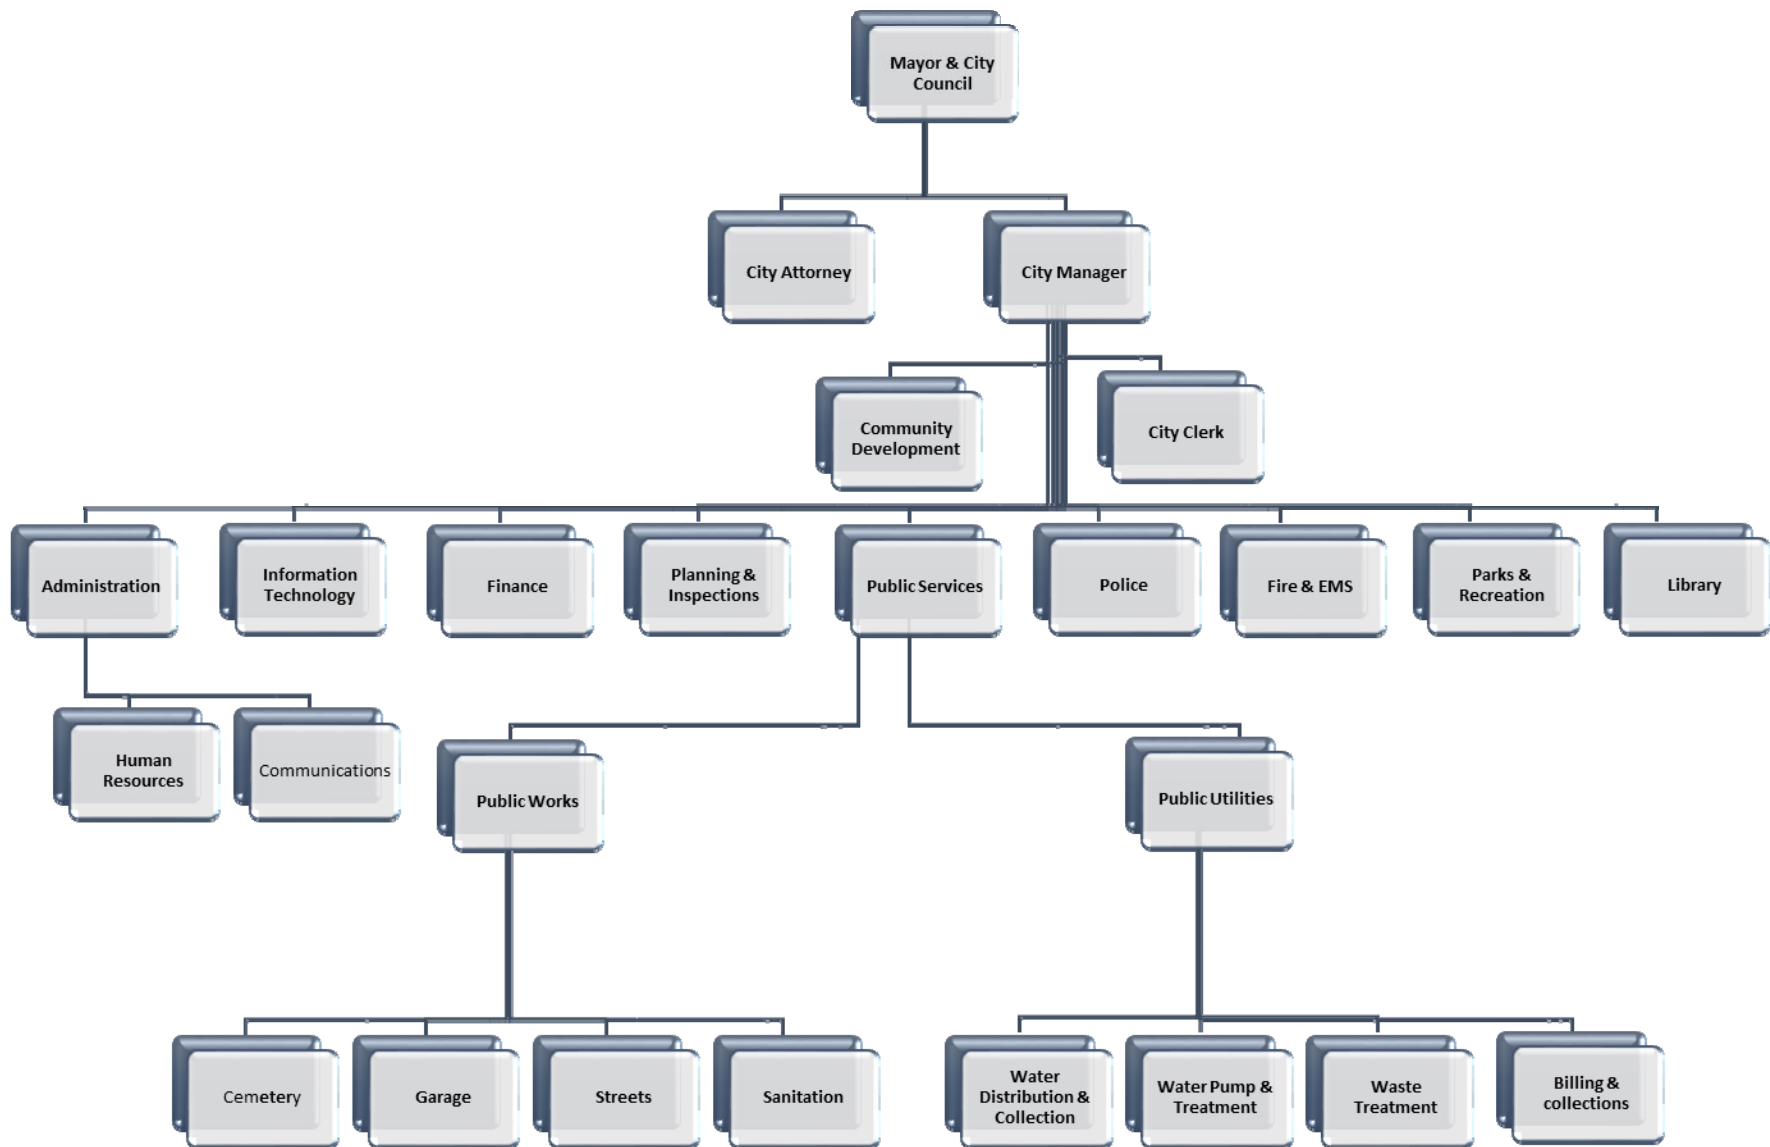 Mayor & City
Council
City Attorney
City Manager
Community
Development
City Clerk
Administration
Information
Technology
Finance
Planning &
Inspections
Public Services
Police
Fire & EMS
Parks &
Recreation
Library
Human
Resources
Communications
Public Works
Public Utilities
Cemetery
Garage
Streets
Sanitation
Water
Distribution &
Collection
Water Pump &
Treatment
Waste
Treatment
Billing &
collections